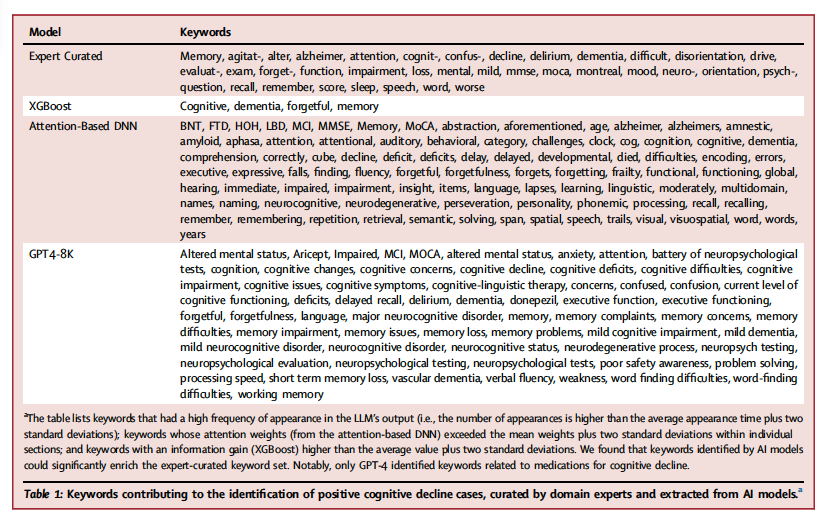 Model Keywords
Expert Curated Memory, agitat-, alter, alzheimer, attention, cognit-, confus-, decline, delirium, dementia, difficult, disorientation, drive,
evaluat-, exam, forget-, function, impairment, loss, mental, mild, mmse, moca, montreal, mood, neuro-, orientation, psych-,
question, recall, remember, score, sleep, speech, word, worse
XGBoost Cognitive, dementia, forgetful, memory
Attention-Based DNN BNT, FTD, HOH, LBD, MCI, MMSE, Memory, MoCA, abstraction, aforementioned, age, alzheimer, alzheimers, amnestic,
amyloid, aphasa, attention, attentional, auditory, behavioral, category, challenges, clock, cog, cognition, cognitive, dementia,
comprehension, correctly, cube, decline, deficit, deficits, delay, delayed, developmental, died, difficulties, encoding, errors,
executive, expressive, falls, finding, fluency, forgetful, forgetfulness, forgets, forgetting, frailty, functional, functioning, global,
hearing, immediate, impaired, impairment, insight, items, language, lapses, learning, linguistic, moderately, multidomain,
names, naming, neurocognitive, neurodegenerative, perseveration, personality, phonemic, processing, recall, recalling,
remember, remembering, repetition, retrieval, semantic, solving, span, spatial, speech, trails, visual, visuospatial, word, words,
years
GPT4-8K Altered mental status, Aricept, Impaired, MCI, MOCA, altered mental status, anxiety, attention, battery of neuropsychological
tests, cognition, cognitive changes, cognitive concerns, cognitive decline, cognitive deficits, cognitive difficulties, cognitive
impairment, cognitive issues, cognitive symptoms, cognitive-linguistic therapy, concerns, confused, confusion, current level of
cognitive functioning, deficits, delayed recall, delirium, dementia, donepezil, executive function, executive functioning,
forgetful, forgetfulness, language, major neurocognitive disorder, memory, memory complaints, memory concerns, memory
difficulties, memory impairment, memory issues, memory loss, memory problems, mild cognitive impairment, mild dementia,
mild neurocognitive disorder, neurocognitive disorder, neurocognitive status, neurodegenerative process, neuropsych testing,
neuropsychological evaluation, neuropsychological testing, neuropsychological tests, poor safety awareness, problem solving,
processing speed, short term memory loss, vascular dementia, verbal fluency, weakness, word finding difficulties, word-finding
difficulties, working memory
aThe table lists keywords that had a high frequency of appearance in the LLM's output (i.e., the number of appearances is higher than the average appearance time plus two
standard deviations); keywords whose attention weights (from the attention-based DNN) exceeded the mean weights plus two standard deviations within individual
sections; and keywords with an information gain (XGBoost) higher than the average value plus two standard deviations. We found that keywords identified by AI models
could significantly enrich the expert-curated keyword set. Notably, only GPT-4 identified keywords related to medications for cognitive decline.
Table 1: Keywords contributing to the identification of positive cognitive decline cases, curated by domain experts and extracted from AI models.a